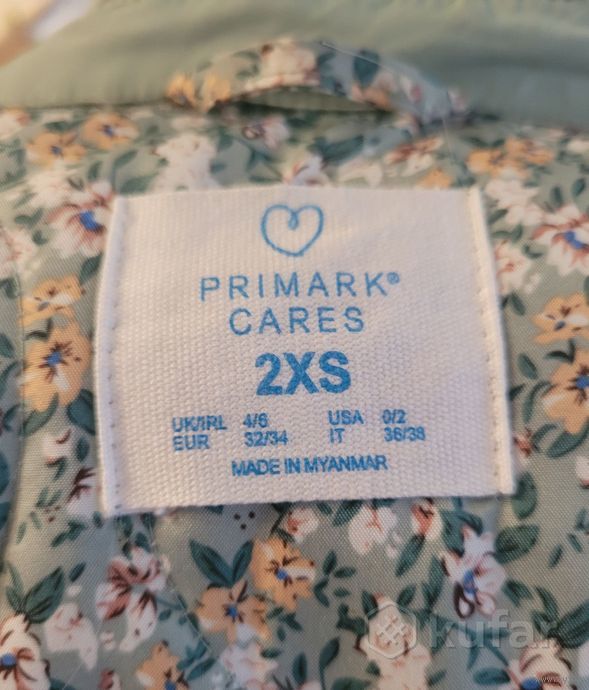 PRIMARK®
CARES
2XS
UK/IRL 4/6 USA 0/2
EUR 32/34 IT 36/38
MADE IN MYANMAR
kufar